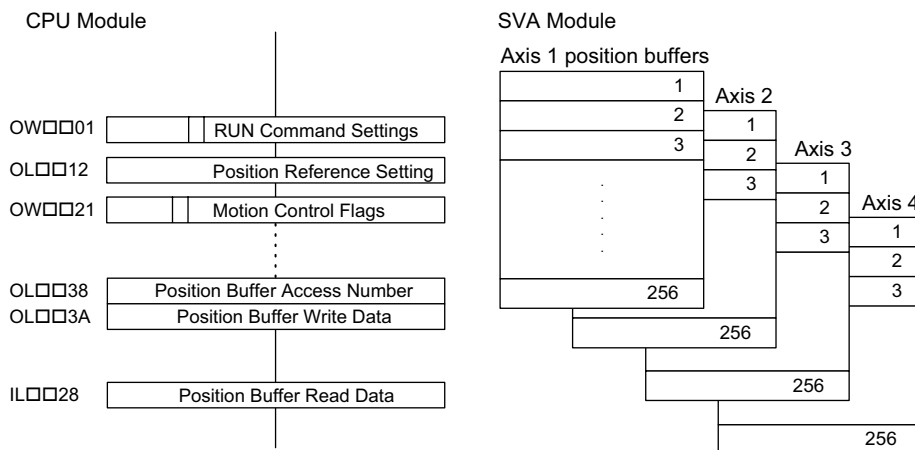 CPU Module
OW□□01 RUN Command Settings
OL□□12 Position Reference Setting
OW□□21 Motion Control Flags
OL□□38 Position Buffer Access Number
OL□□3A Position Buffer Write Data
IL□□28 Position Buffer Read Data
SVA Module
Axis 1 position buffers
1
2
3
256
Axis 2
1
2
3
256
Axis 3
1
2
3
256
Axis 4
1
2
3
256